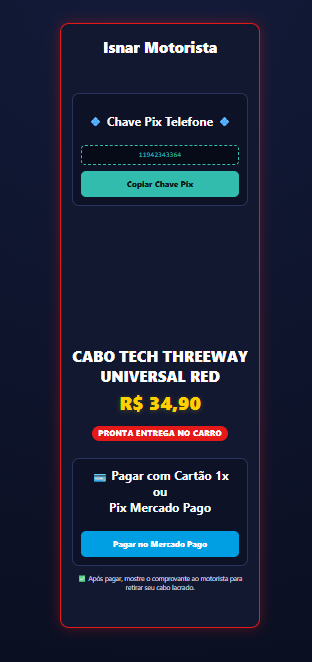 Isnar Motorista
Chave Pix Telefone
11942343364
Copiar Chave Pix
CABO TECH THREEWAY
UNIVERSAL RED
R$ 34,90
PRONTA ENTREGA NO CARRO
Pagar com Cartão 1x
ou
Pix Mercado Pago
Pagar no Mercado Pago
Após pagar, mostre o comprovante ao motorista para
retirar seu cabo lacrado.